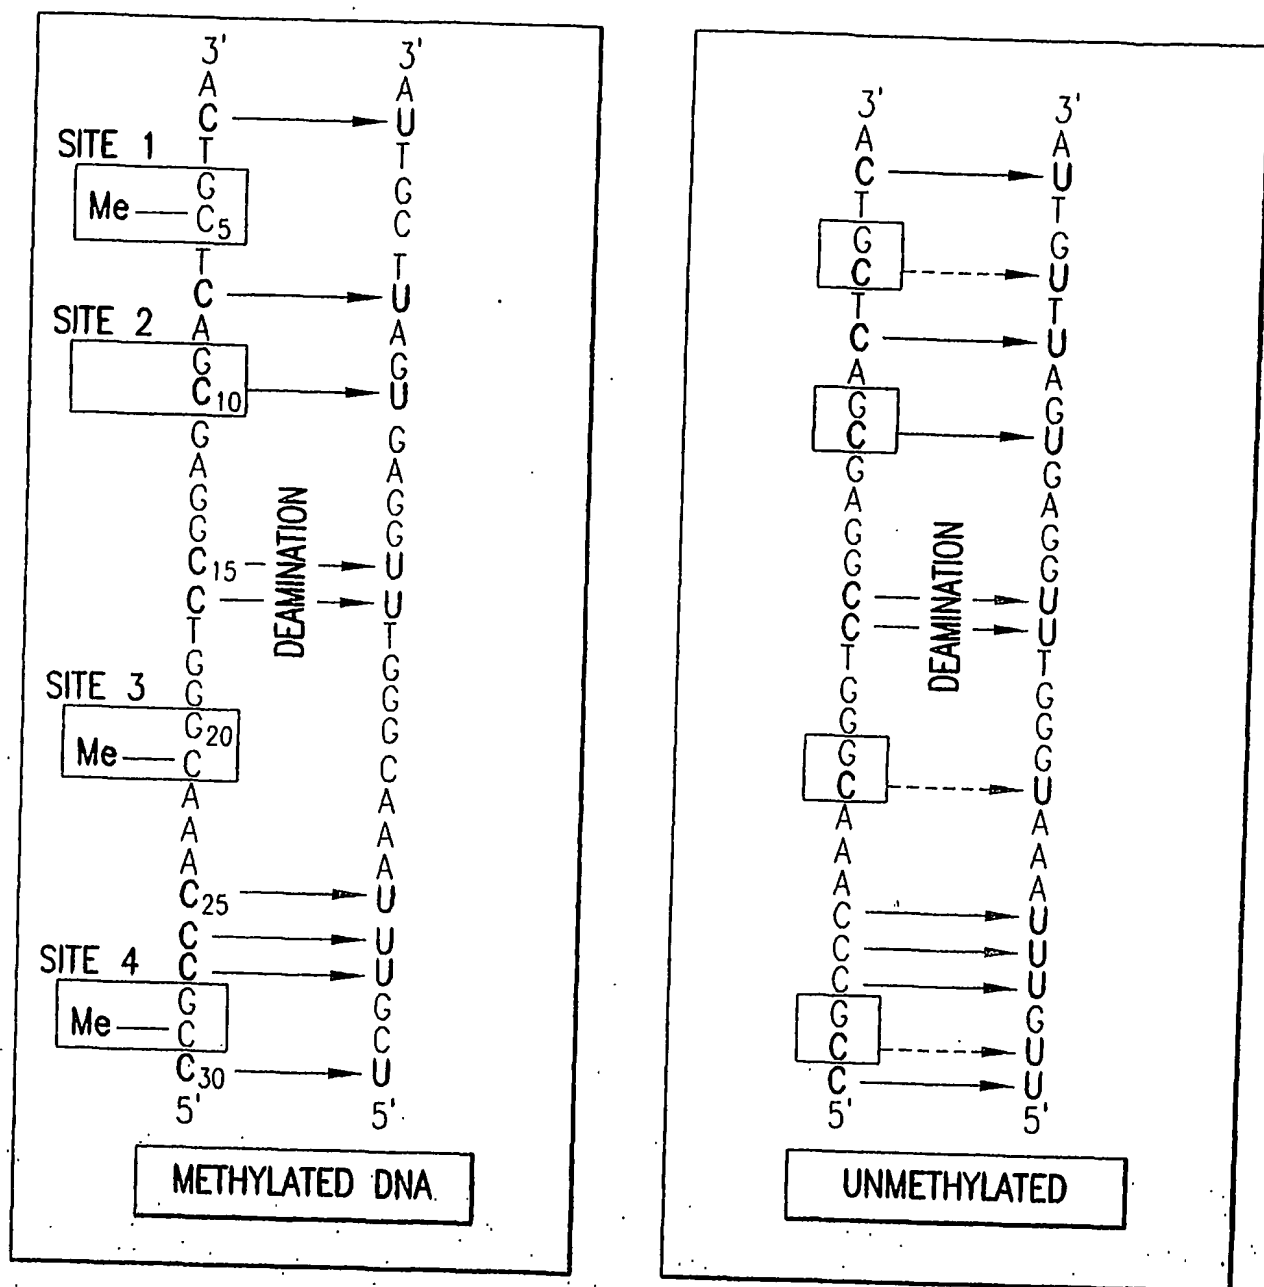 3' 3'
A A
C U
T T
SITE 1
G G
Me C5 C
T T
C U
SITE 2
A A
G G
C10 U
G G
A A
G G
G G
C15 U
C U
DEAMINATION
T T
G G
SITE 3
G G
G20 G
Me C C
A A
A A
A A
C25 U
C U
SITE 4
C U
G G
Me C C
C30 U
5' 5'
METHYLATED DNA
3' 3'
A A
C U
T T
G G
C U
T T
C U
A A
G G
C U
G G
A A
G G
G G
C U
C U
DEAMINATION
T T
G G
G G
G G
C U
A A
A A
A A
C U
C U
C U
G G
C U
C U
5' 5'
UNMETHYLATED